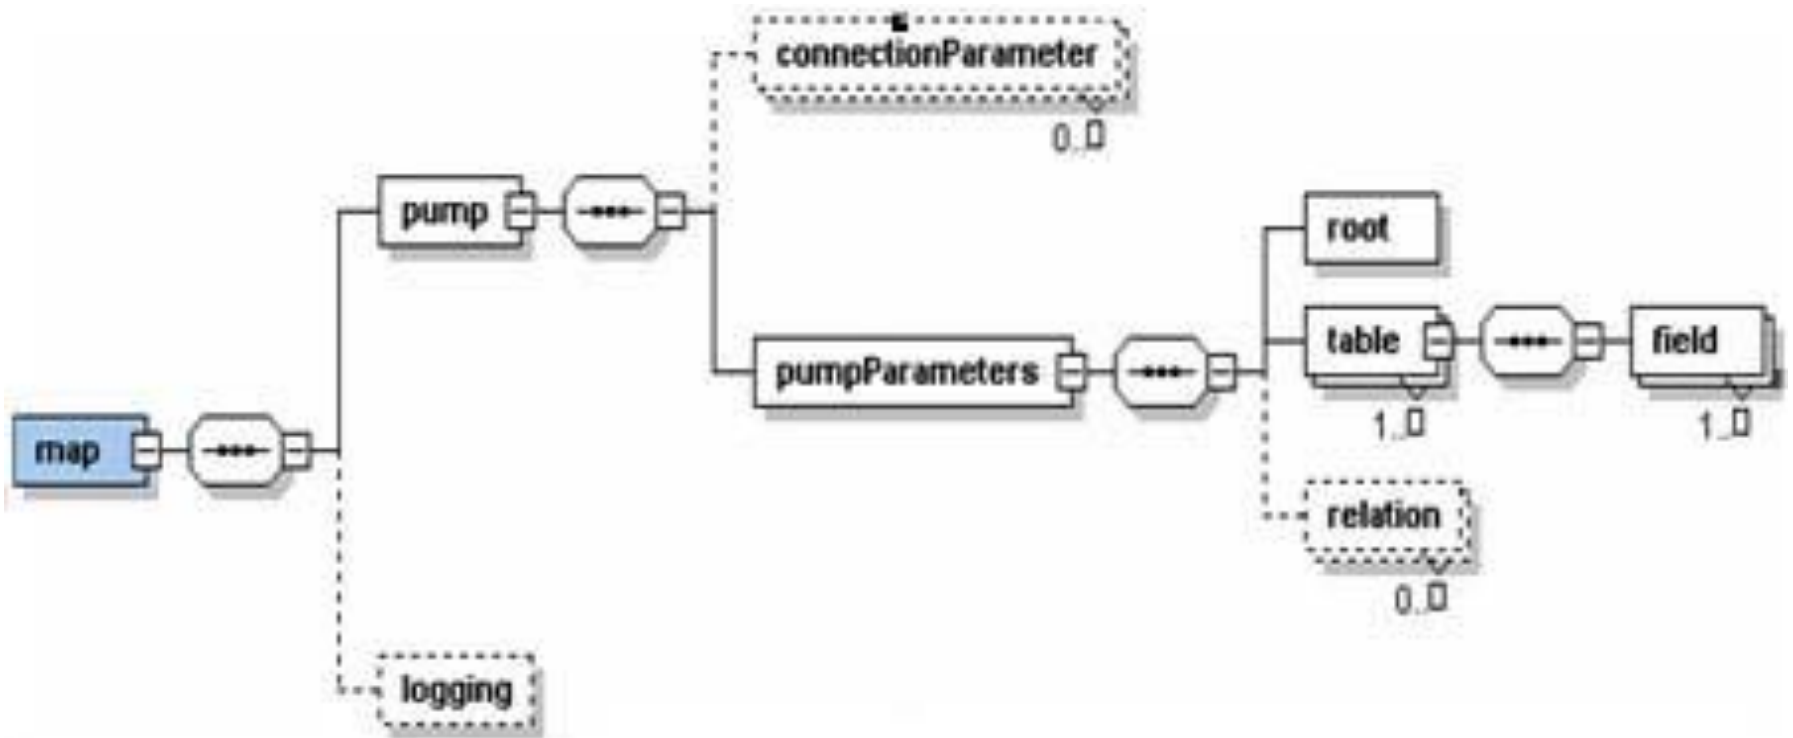 connectionParameter
0..▯
pump
root
table
field
pumpParameters
1..▯
1..▯
map
relation
0..▯
logging